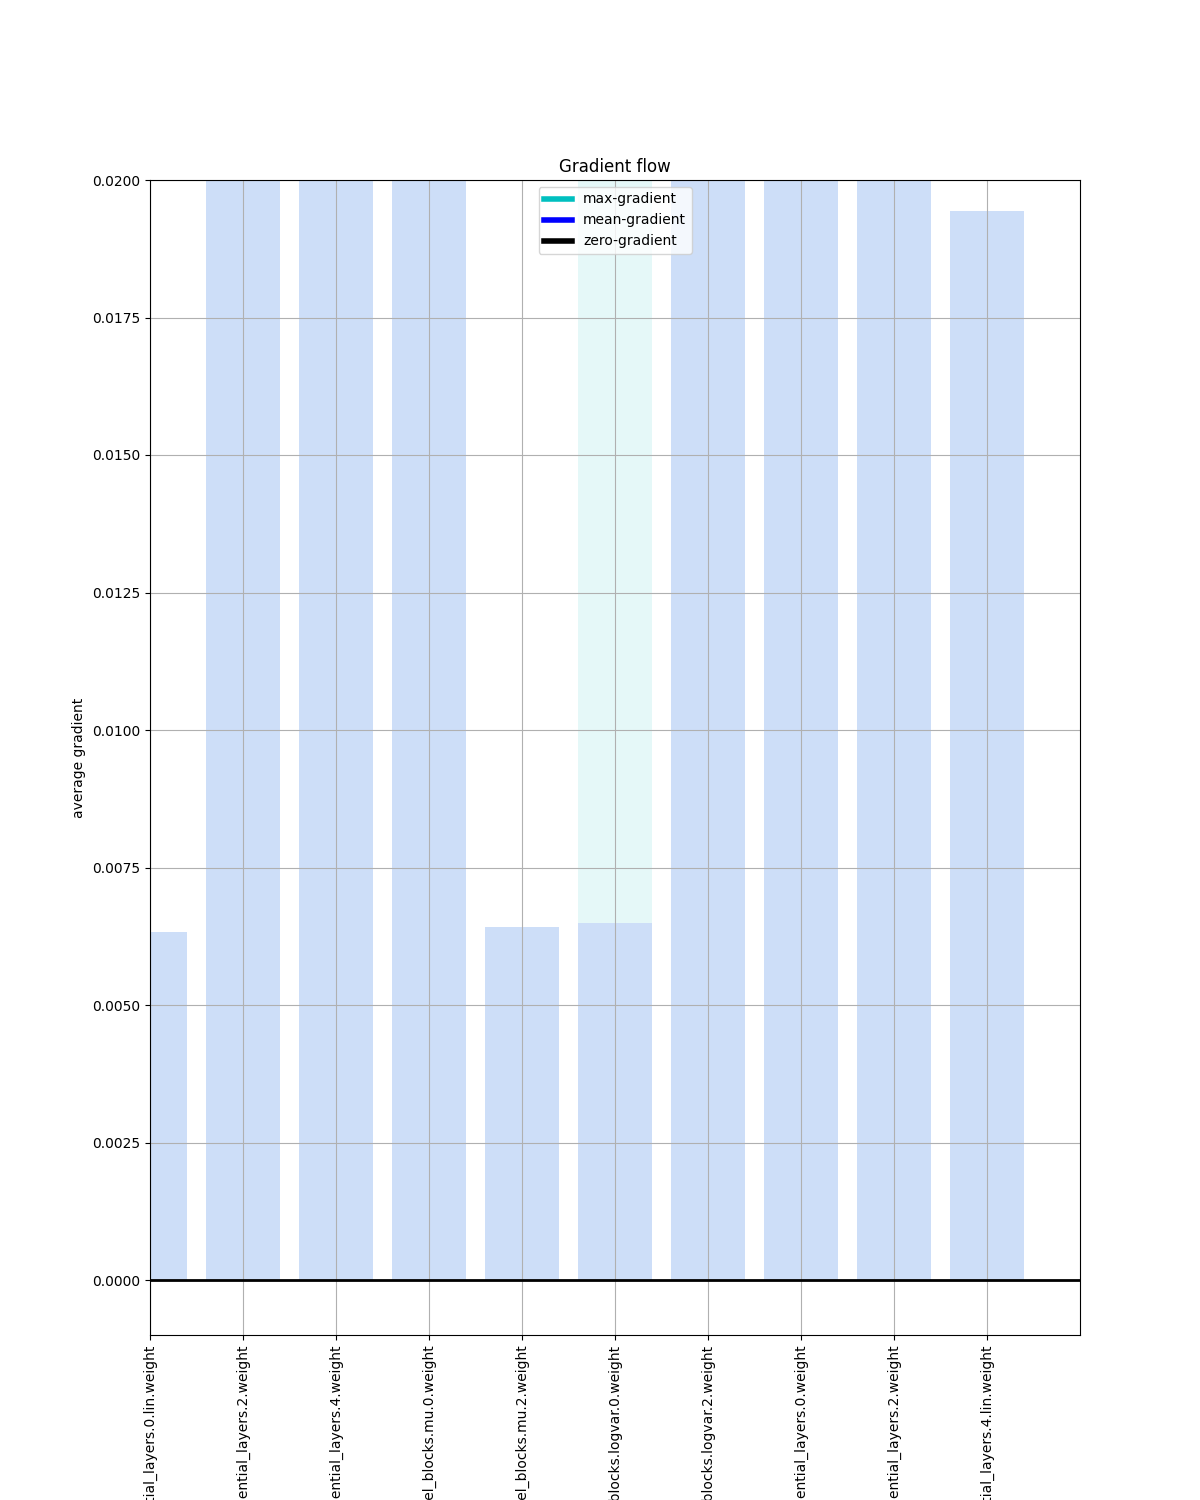 Gradient flow
max-gradient
mean-gradient
zero-gradient
0.0200
0.0175
0.0150
0.0125
0.0100
0.0075
0.0050
0.0025
0.0000
average gradient
tial_layers.0.lin.weight
ential_layers.2.weight
ential_layers.4.weight
el_blocks.mu.0.weight
el_blocks.mu.2.weight
blocks.logvar.0.weight
blocks.logvar.2.weight
ential_layers.0.weight
ential_layers.2.weight
tial_layers.4.lin.weight